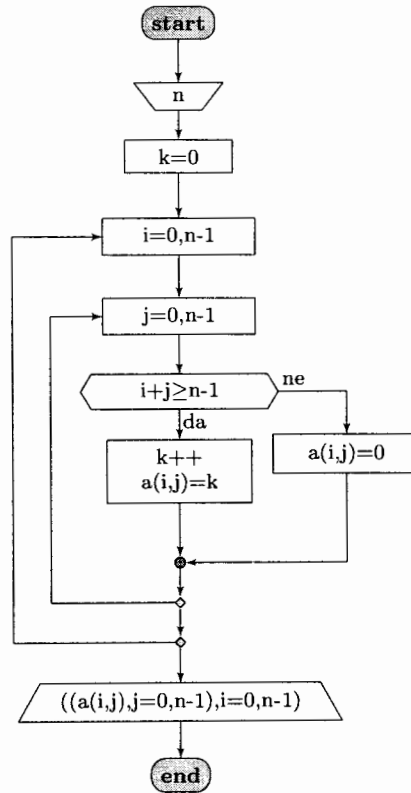 start
n
k=0
i=0,n-1
j=0,n-1
i+j≥n-1
ne
da
k++
a(i,j)=k
a(i,j)=0
((a(i,j),j=0,n-1),i=0,n-1)
end